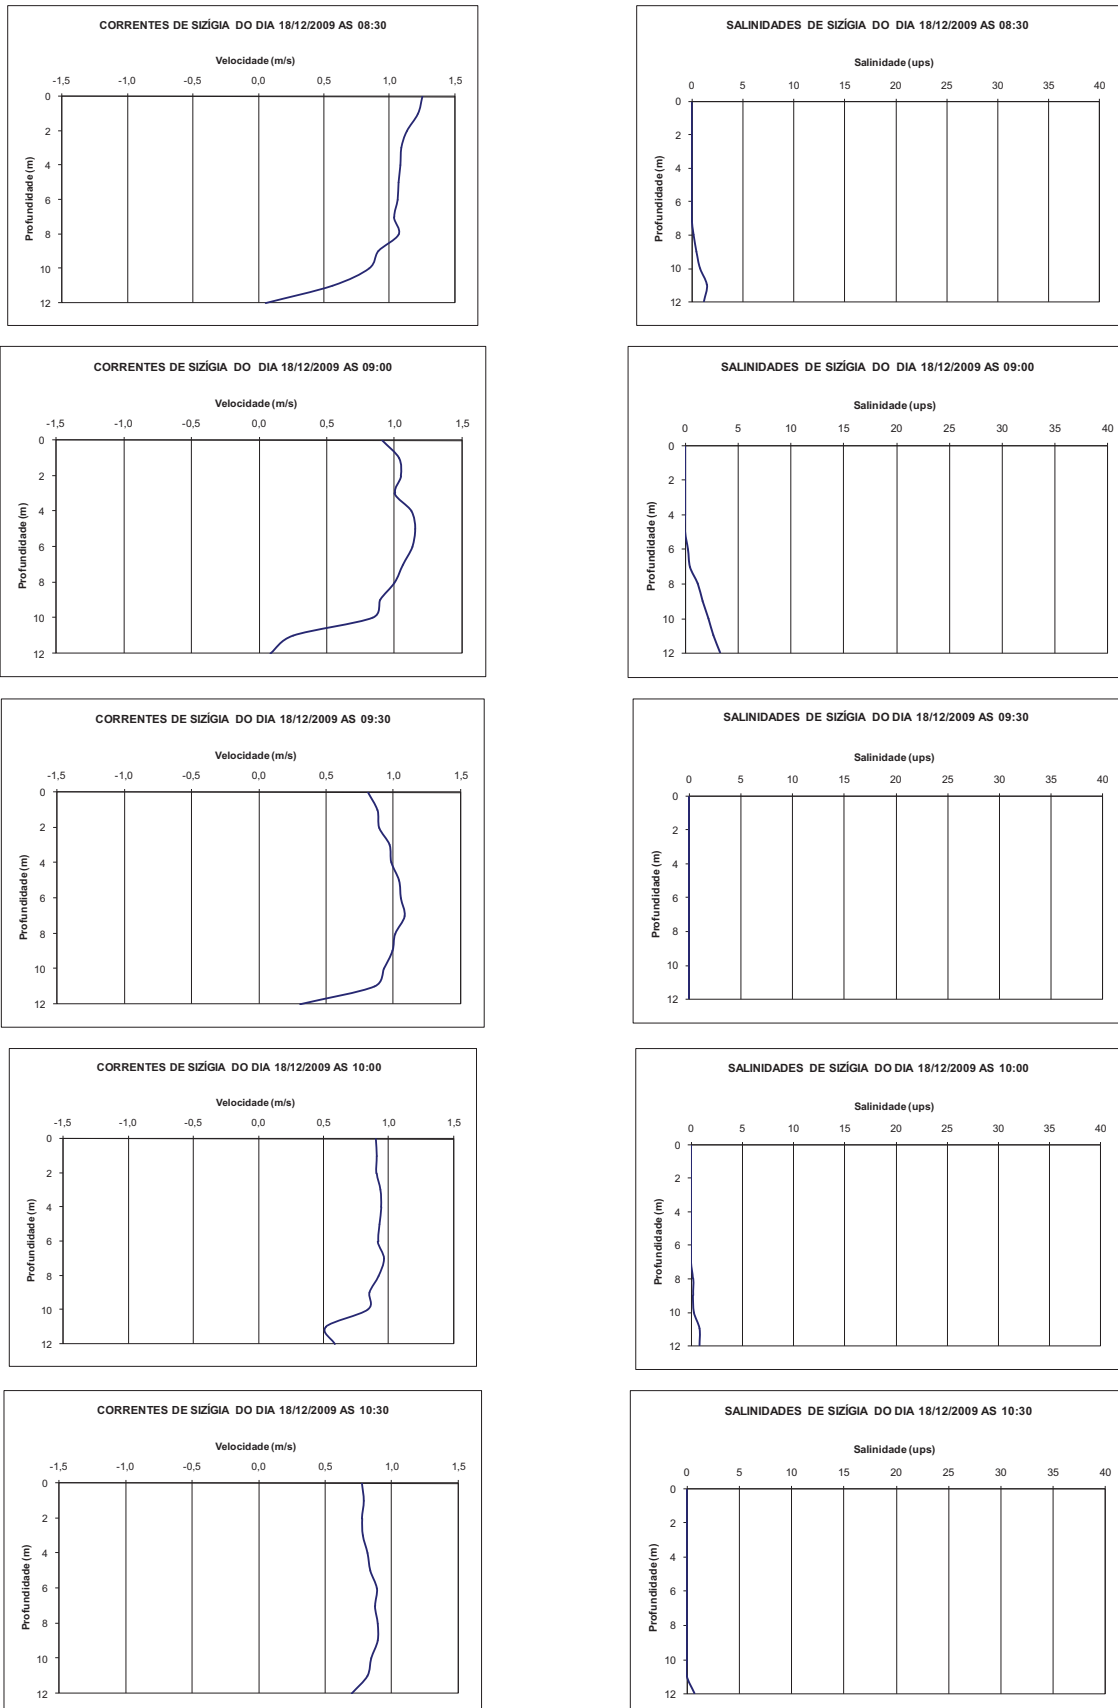 CORRENTES DE SIZÍGIA DO DIA 18/12/2009 AS 08:30
Velocidade (m/s)
-1,5 -1,0 -0,5 0,0 0,5 1,0 1,5
Profundidade (m)
0
2
4
6
8
10
12
SALINIDADES DE SIZÍGIA DO DIA 18/12/2009 AS 08:30
Salinidade (ups)
0 5 10 15 20 25 30 35 40
Profundidade (m)
0
2
4
6
8
10
12
CORRENTES DE SIZÍGIA DO DIA 18/12/2009 AS 09:00
Velocidade (m/s)
-1,5 -1,0 -0,5 0,0 0,5 1,0 1,5
Profundidade (m)
0
2
4
6
8
10
12
SALINIDADES DE SIZÍGIA DO DIA 18/12/2009 AS 09:00
Salinidade (ups)
0 5 10 15 20 25 30 35 40
Profundidade (m)
0
2
4
6
8
10
12
CORRENTES DE SIZÍGIA DO DIA 18/12/2009 AS 09:30
Velocidade (m/s)
-1,5 -1,0 -0,5 0,0 0,5 1,0 1,5
Profundidade (m)
0
2
4
6
8
10
12
SALINIDADES DE SIZÍGIA DO DIA 18/12/2009 AS 09:30
Salinidade (ups)
0 5 10 15 20 25 30 35 40
Profundidade (m)
0
2
4
6
8
10
12
CORRENTES DE SIZÍGIA DO DIA 18/12/2009 AS 10:00
Velocidade (m/s)
-1,5 -1,0 -0,5 0,0 0,5 1,0 1,5
Profundidade (m)
0
2
4
6
8
10
12
SALINIDADES DE SIZÍGIA DO DIA 18/12/2009 AS 10:00
Salinidade (ups)
0 5 10 15 20 25 30 35 40
Profundidade (m)
0
2
4
6
8
10
12
CORRENTES DE SIZÍGIA DO DIA 18/12/2009 AS 10:30
Velocidade (m/s)
-1,5 -1,0 -0,5 0,0 0,5 1,0 1,5
Profundidade (m)
0
2
4
6
8
10
12
SALINIDADES DE SIZÍGIA DO DIA 18/12/2009 AS 10:30
Salinidade (ups)
0 5 10 15 20 25 30 35 40
Profundidade (m)
0
2
4
6
8
10
12